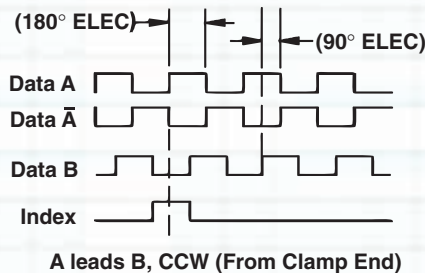 (180° ELEC)
(90° ELEC)
Data A
Data A̅
Data B
Index
A leads B, CCW (From Clamp End)